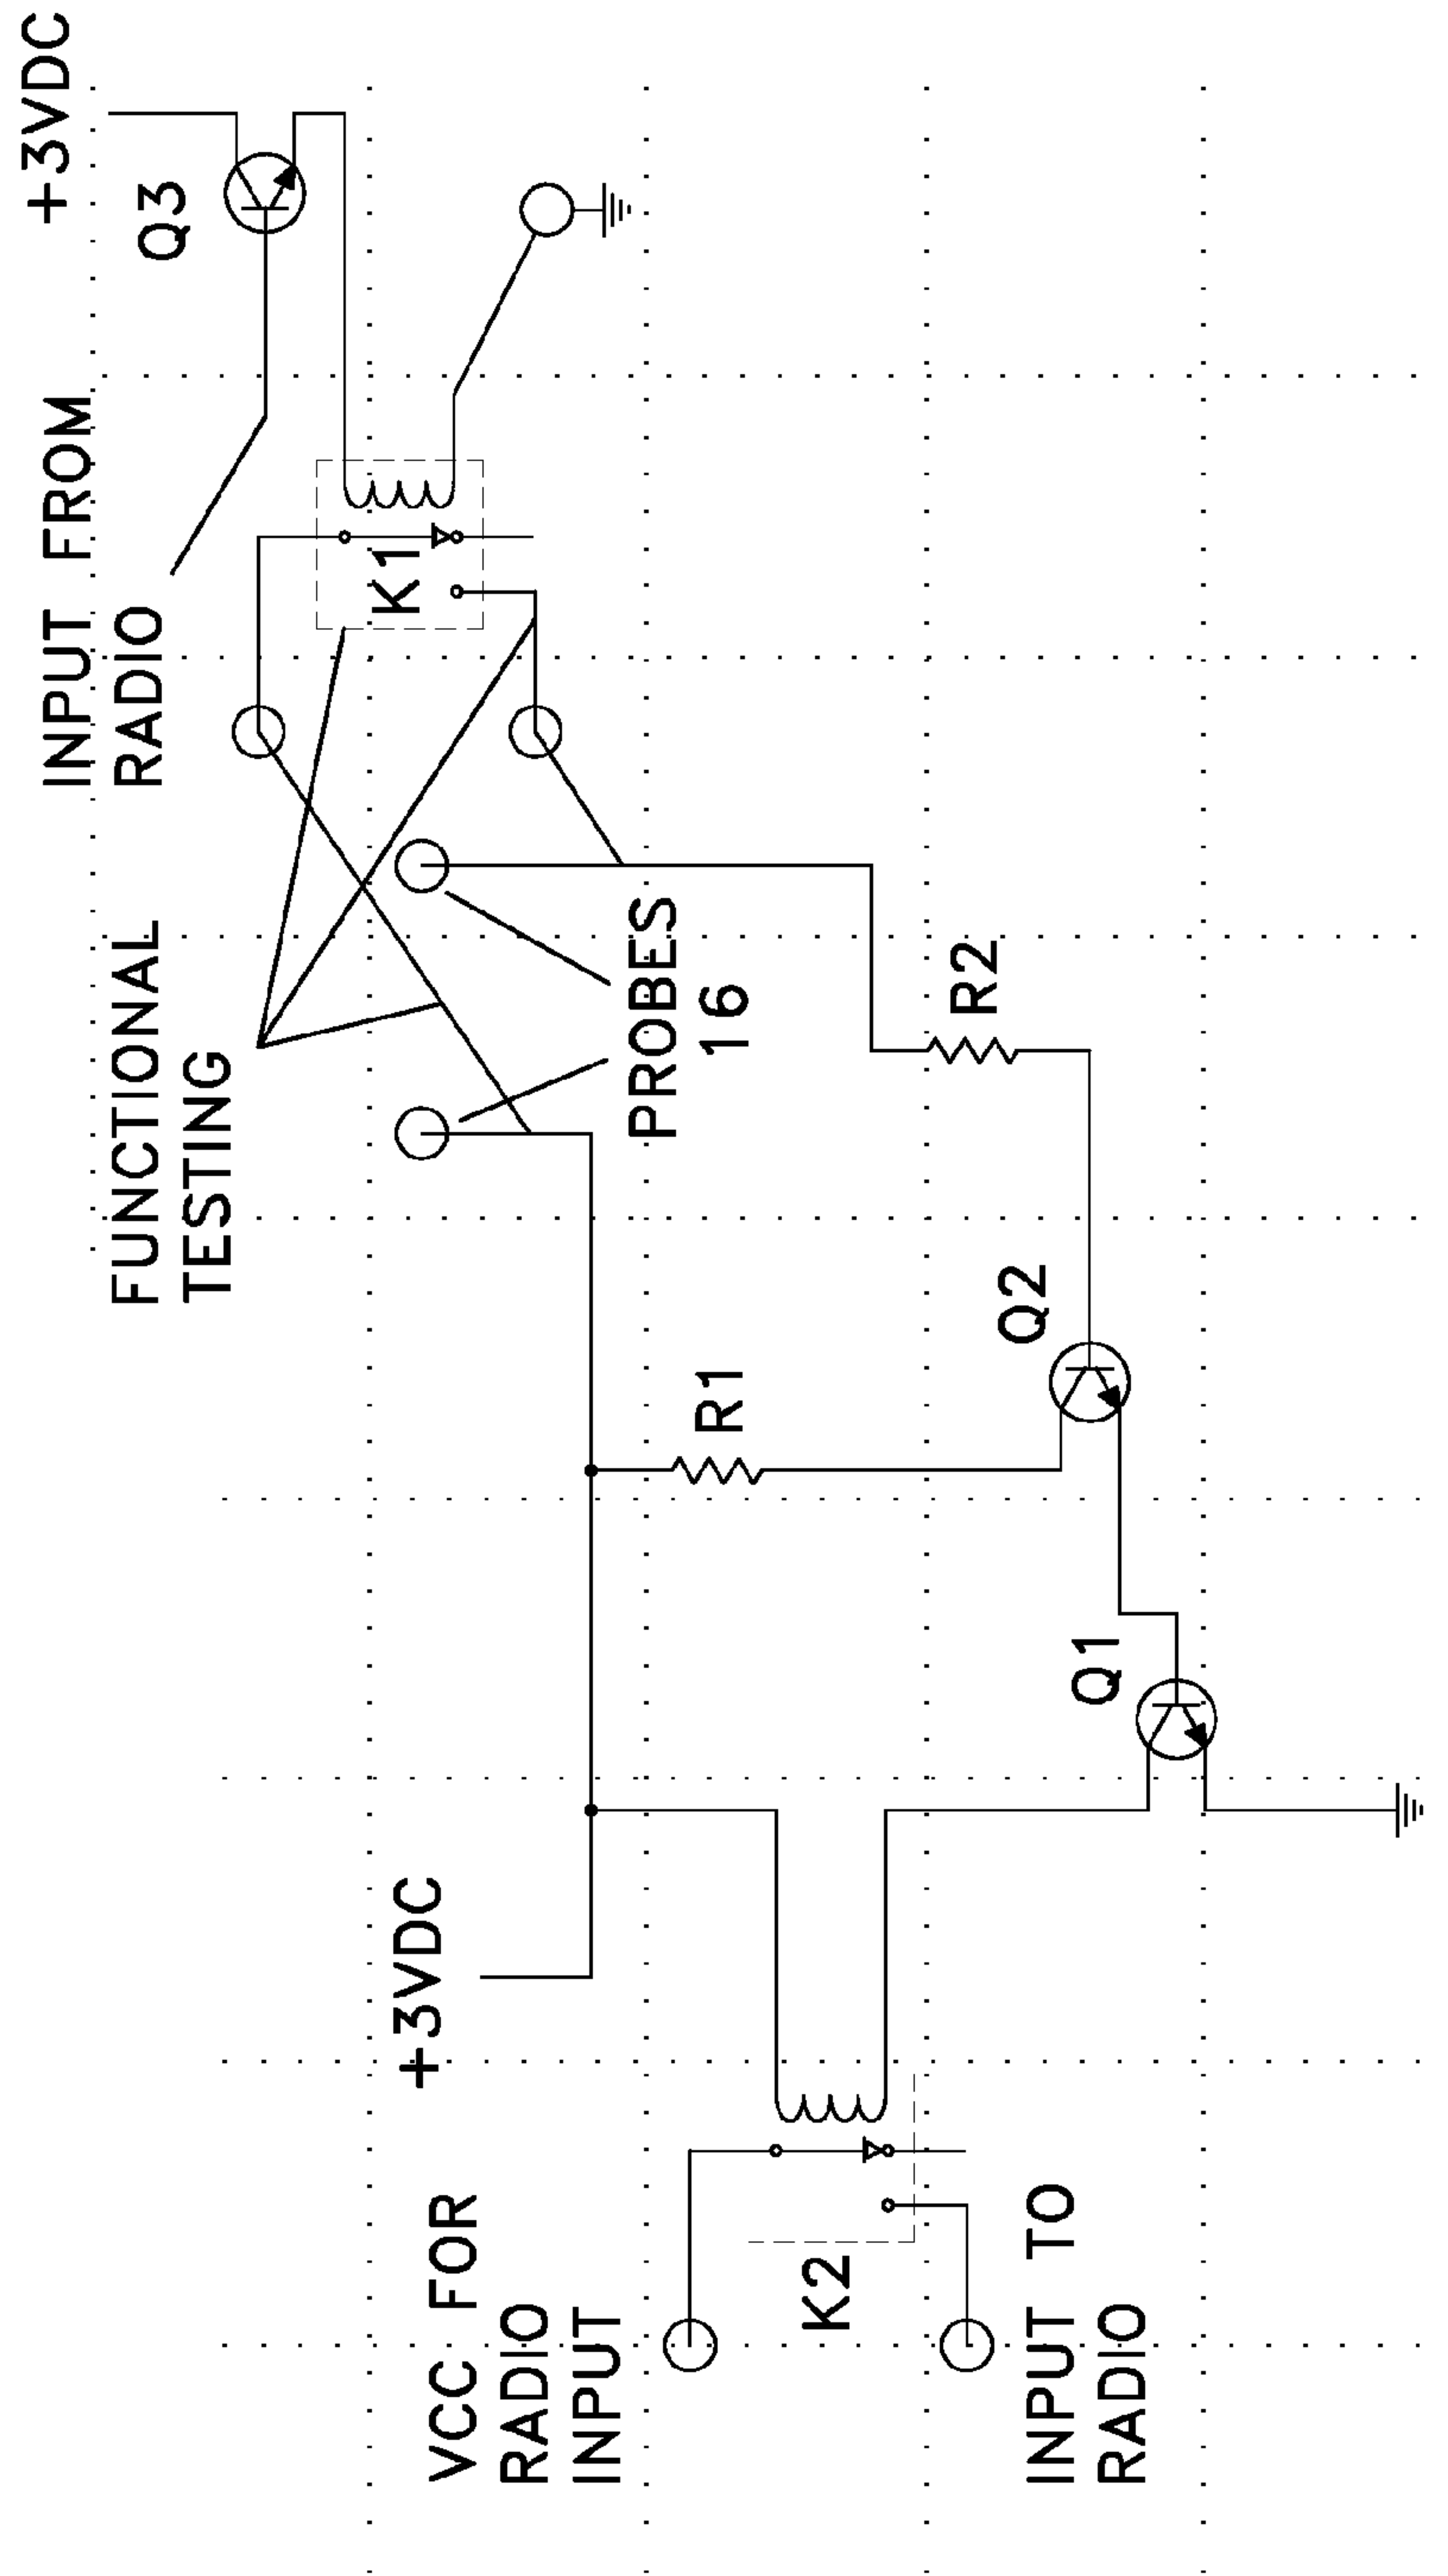 VCC FOR
RADIO
INPUT
K2
INPUT TO
RADIO
+3VDC
Q1
R1
Q2
FUNCTIONAL
TESTING
PROBES
16
R2
INPUT FROM
RADIO
K1
+3VDC
Q3